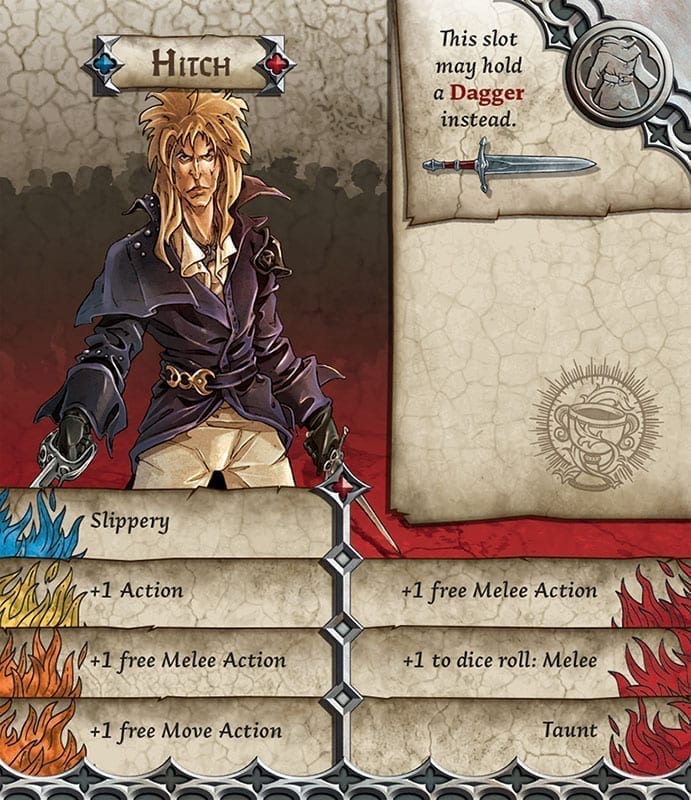 Hitch
This slot
may hold
a Dagger
instead.
Slippery
+1 Action
+1 free Melee Action
+1 free Melee Action
+1 to dice roll: Melee
+1 free Move Action
Taunt